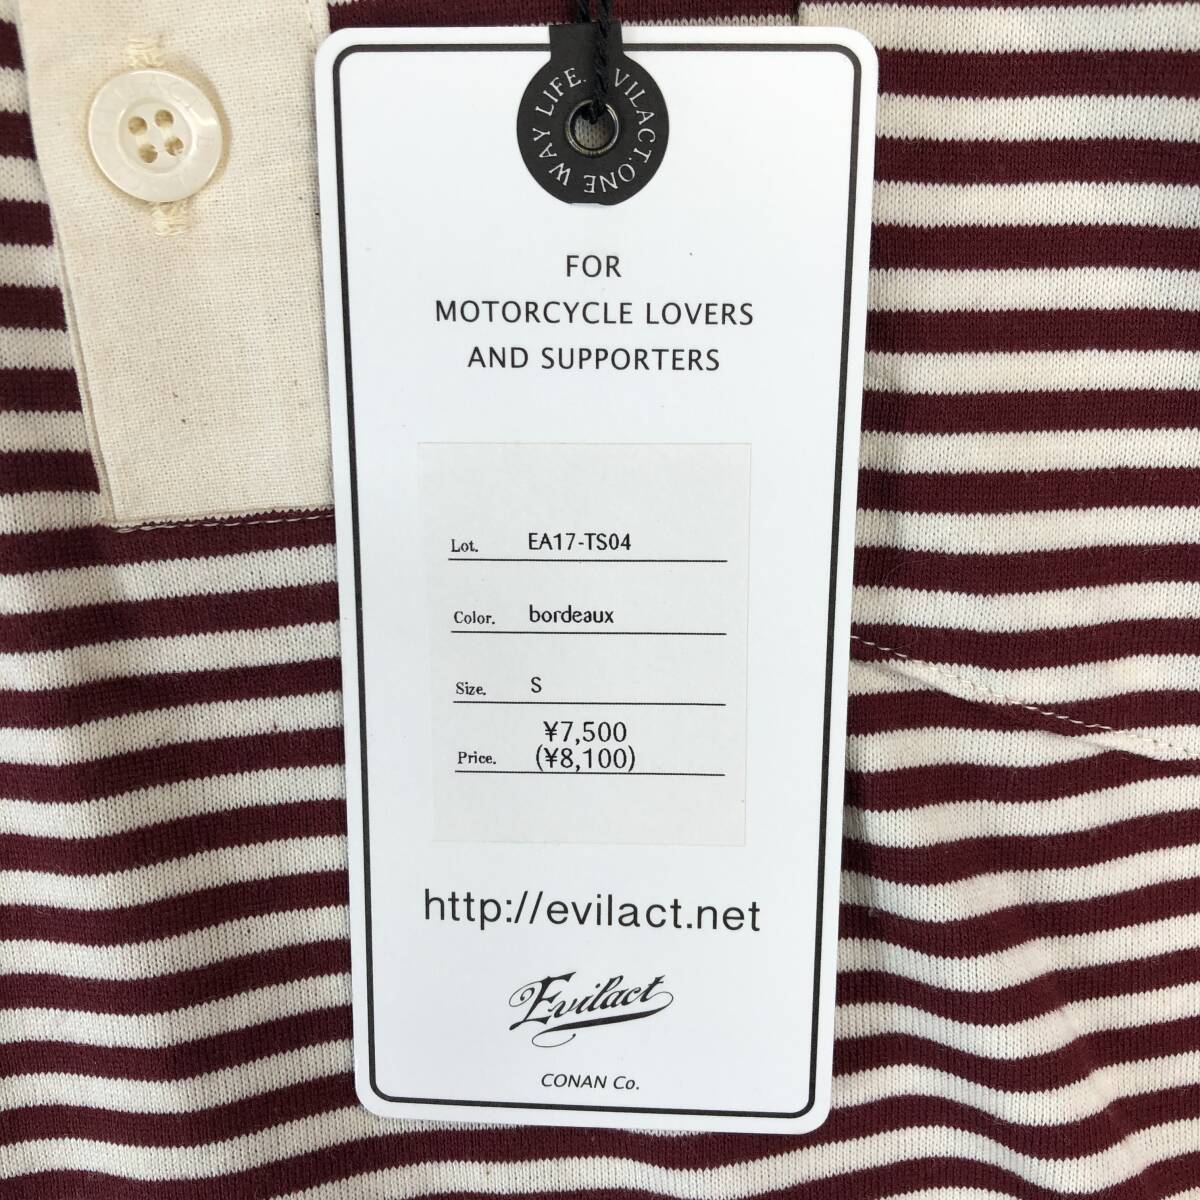 EVILACT. ONE WAY LIFE.
FOR
MOTORCYCLE LOVERS
AND SUPPORTERS
Lot. EA17-TS04
Color. bordeaux
Size. S
¥7,500
Price. (¥8,100)
http://evilact.net
Evilact
CONAN Co.